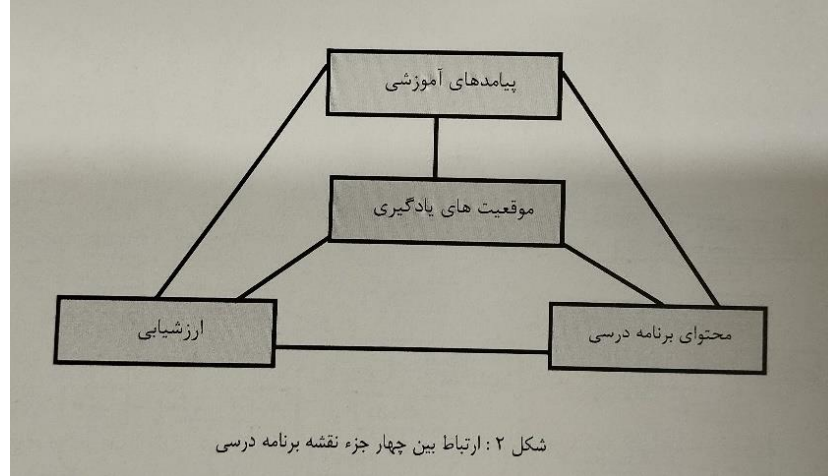 پیامدهای آموزشی
موقعیت های یادگیری
محتوای برنامه درسی
ارزشیابی
شکل ۲ : ارتباط بین چهار جزء نقشه برنامه درسی